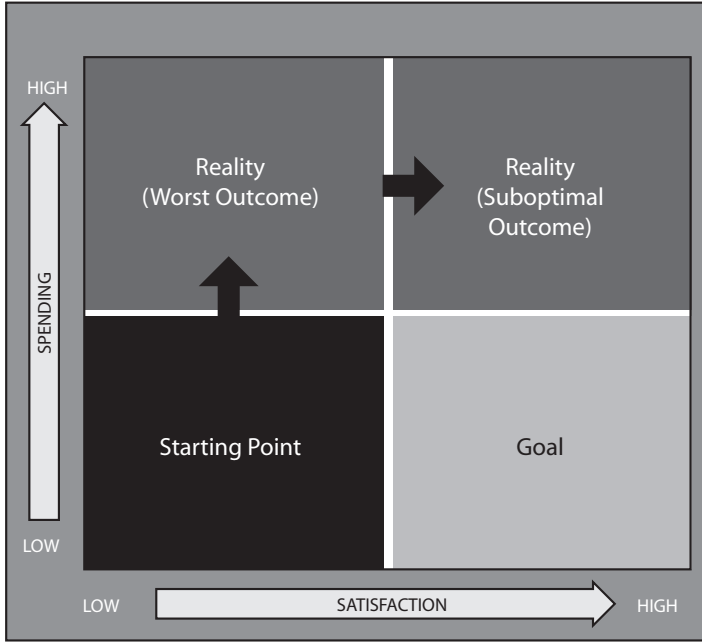 HIGH
Reality
(Worst Outcome)
Reality
(Suboptimal
Outcome)
SPENDING
Starting Point
Goal
LOW
LOW
SATISFACTION
HIGH